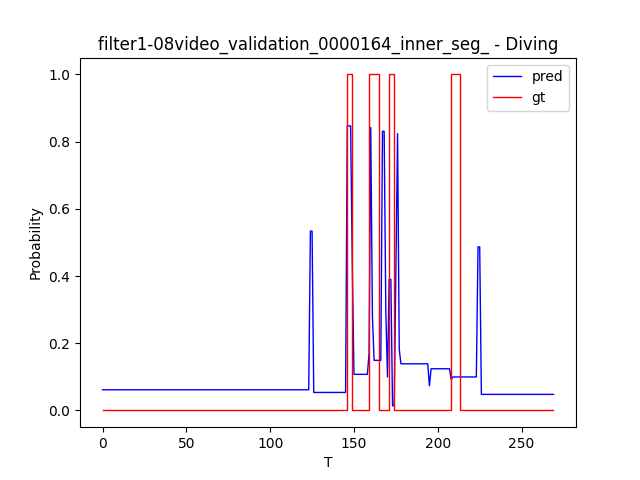 filter1-08video_validation_0000164_inner_seg_ - Diving
pred
gt
1.0
0.8
0.6
0.4
0.2
0.0
Probability
0
50
100
150
200
250
T